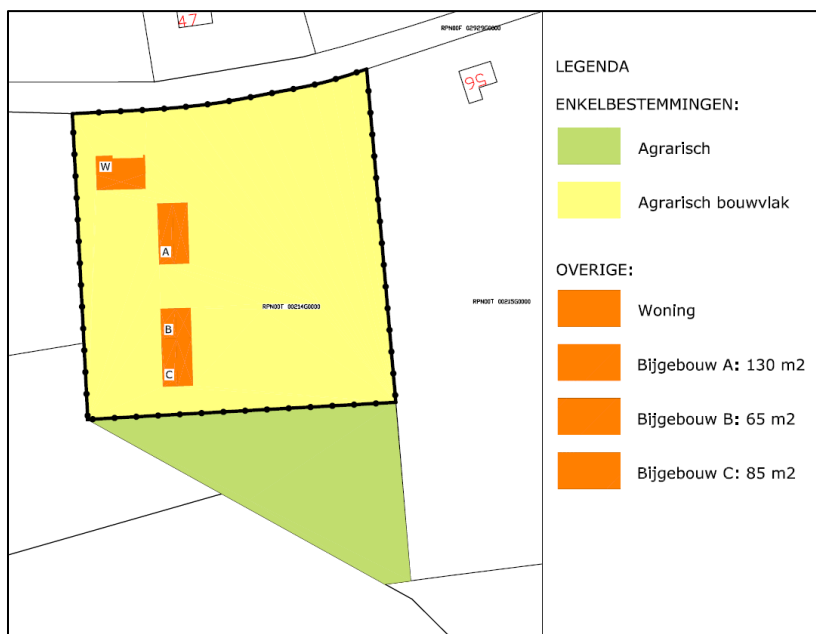 47
RPN00F 02929G0000
56
W
A
RPN00T 00214G0000
RPN00T 00215G0000
B
C
LEGENDA
ENKELBESTEMMINGEN:
Agrarisch
Agrarisch bouwvlak
OVERIGE:
Woning
Bijgebouw A: 130 m2
Bijgebouw B: 65 m2
Bijgebouw C: 85 m2